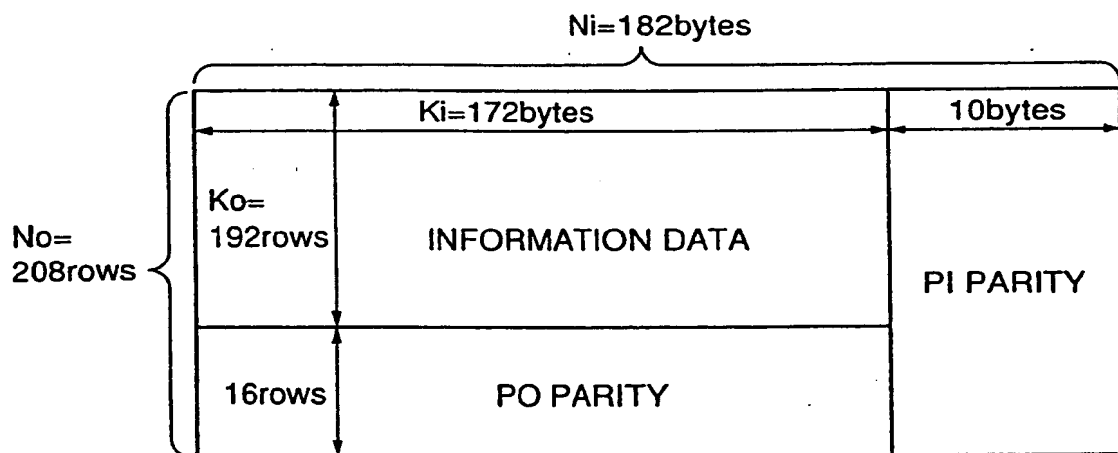 Ni=182bytes
Ki=172bytes
10bytes
Ko=
192rows
INFORMATION DATA
No=
208rows
PI PARITY
16rows
PO PARITY